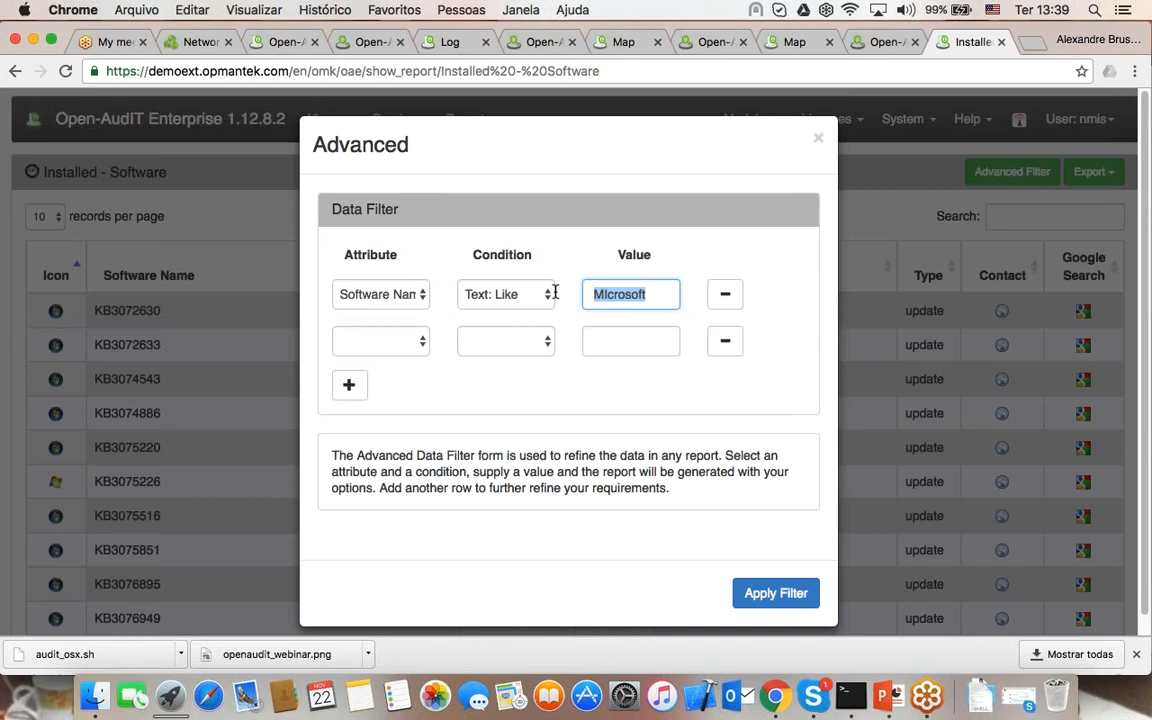 Chrome Arquivo Editar Visualizar Histórico Favoritos Pessoas Janela Ajuda 99% Ter 13:39
My me Networ Open-A Open-A Log Open-A Map Open-A Map Open-A Installe Alexandre Brus...
https://demoext.opmantek.com/en/omk/oae/show_report/Installed%20-%20Software
Open-AudIT Enterprise 1.12.8.2 System Help User: nmis
Installed - Software Advanced Filter Export
10 records per page Search:
Icon Software Name Type Contact Google Search
KB3072630 update
KB3072633 update
KB3074543 update
KB3074886 update
KB3075220 update
KB3075226 update
KB3075516 update
KB3075851 update
KB3076895 update
KB3076949 update
Advanced ×
Data Filter
Attribute Condition Value
Software Nam Text: Like MIcrosoft −
−
+
The Advanced Data Filter form is used to refine the data in any report. Select an
attribute and a condition, supply a value and the report will be generated with your
options. Add another row to further refine your requirements.
Apply Filter
audit_osx.sh openaudit_webinar.png Mostrar todas
NOV
22
1